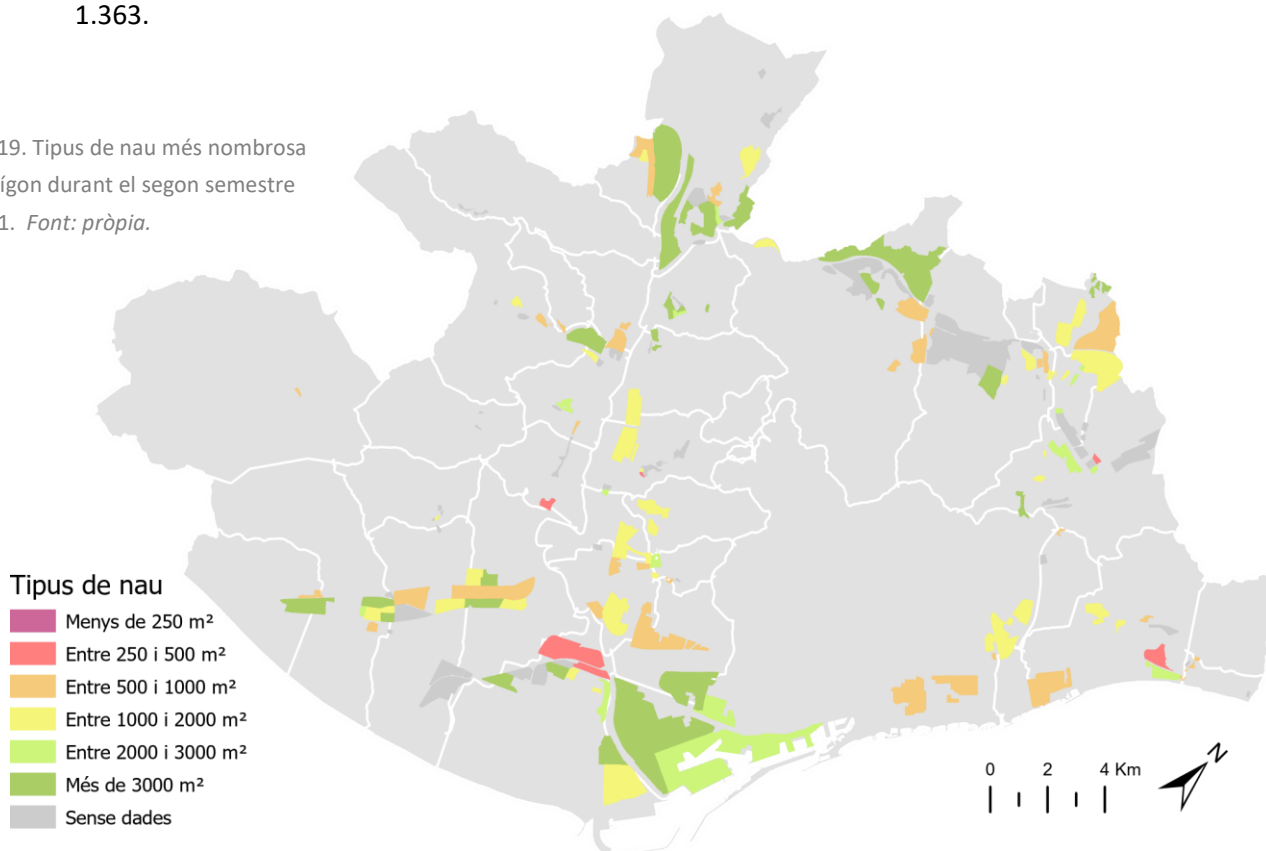 1.363.
19. Tipus de nau més nombrosa
ígon durant el segon semestre
1. Font: pròpia.
Tipus de nau
Menys de 250 m²
Entre 250 i 500 m²
Entre 500 i 1000 m²
Entre 1000 i 2000 m²
Entre 2000 i 3000 m²
Més de 3000 m²
Sense dades
0 2 4 Km
N